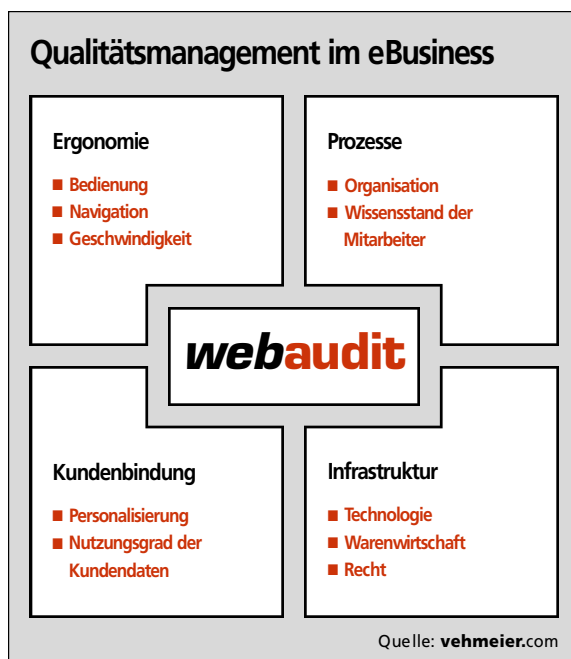 Qualitätsmanagement im eBusiness
Ergonomie
■ Bedienung
■ Navigation
■ Geschwindigkeit
Prozesse
■ Organisation
■ Wissensstand der
Mitarbeiter
webaudit
Kundenbindung
■ Personalisierung
■ Nutzungsgrad der
Kundendaten
Infrastruktur
■ Technologie
■ Warenwirtschaft
■ Recht
Quelle: vehmeier.com